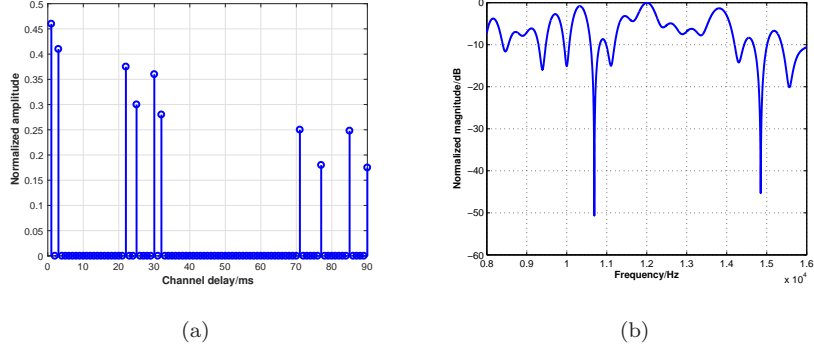 0.5
0.45
0.4
0.35
0.3
0.25
0.2
0.15
0.1
0.05
0
Normalized amplitude
0 10 20 30 40 50 60 70 80 90
Channel delay/ms
(a)
0
−10
−20
−30
−40
−50
−60
Normalized magnitude/dB
0.8 0.9 1 1.1 1.2 1.3 1.4 1.5 1.6
Frequency/Hz
x 10⁴
(b)